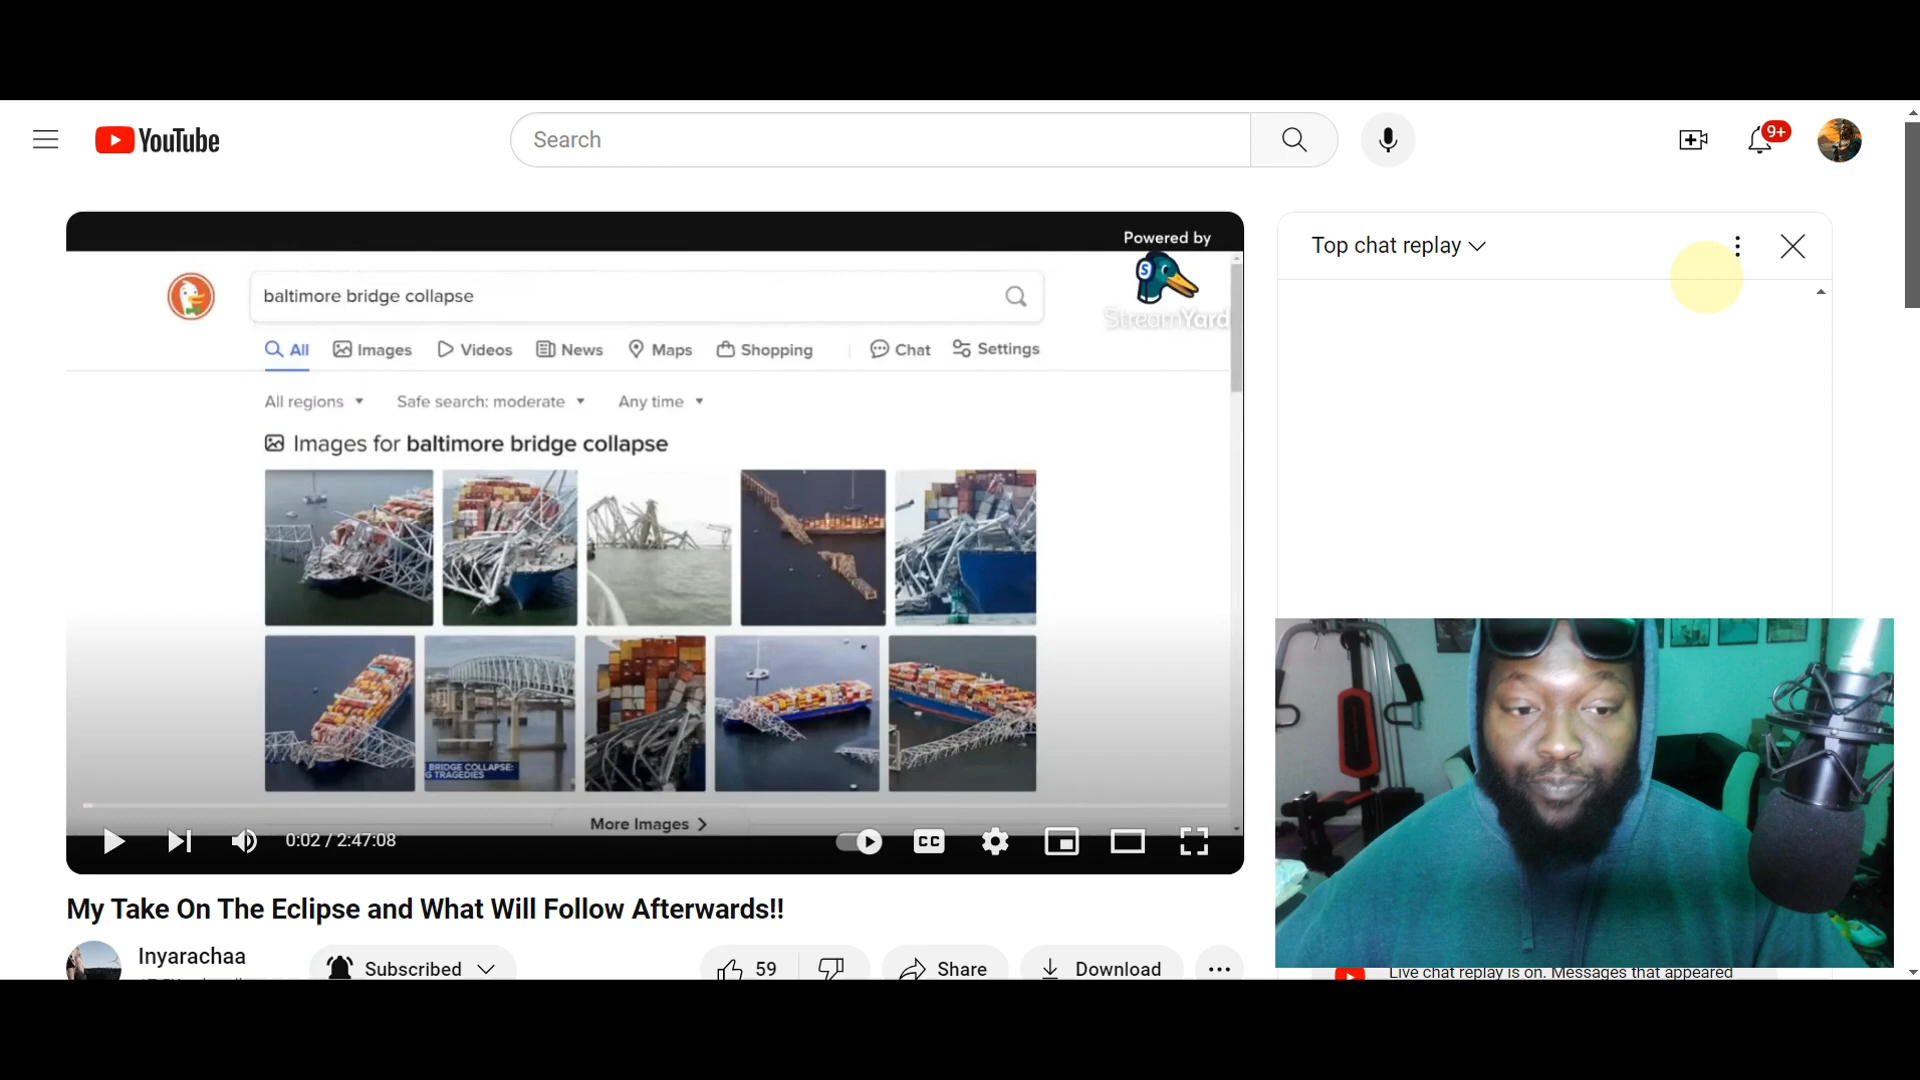 YouTube
Search
9+
Powered by
StreamYard
baltimore bridge collapse
All
Images
Videos
News
Maps
Shopping
Chat
Settings
All regions
Safe search: moderate
Any time
Images for baltimore bridge collapse
BRIDGE COLLAPSE:
G TRAGEDIES
More Images
0:02 / 2:47:08
CC
My Take On The Eclipse and What Will Follow Afterwards!!
Inyarachaa
Subscribed
59
Share
Download
Top chat replay
Live chat replay is on. Messages that appeared